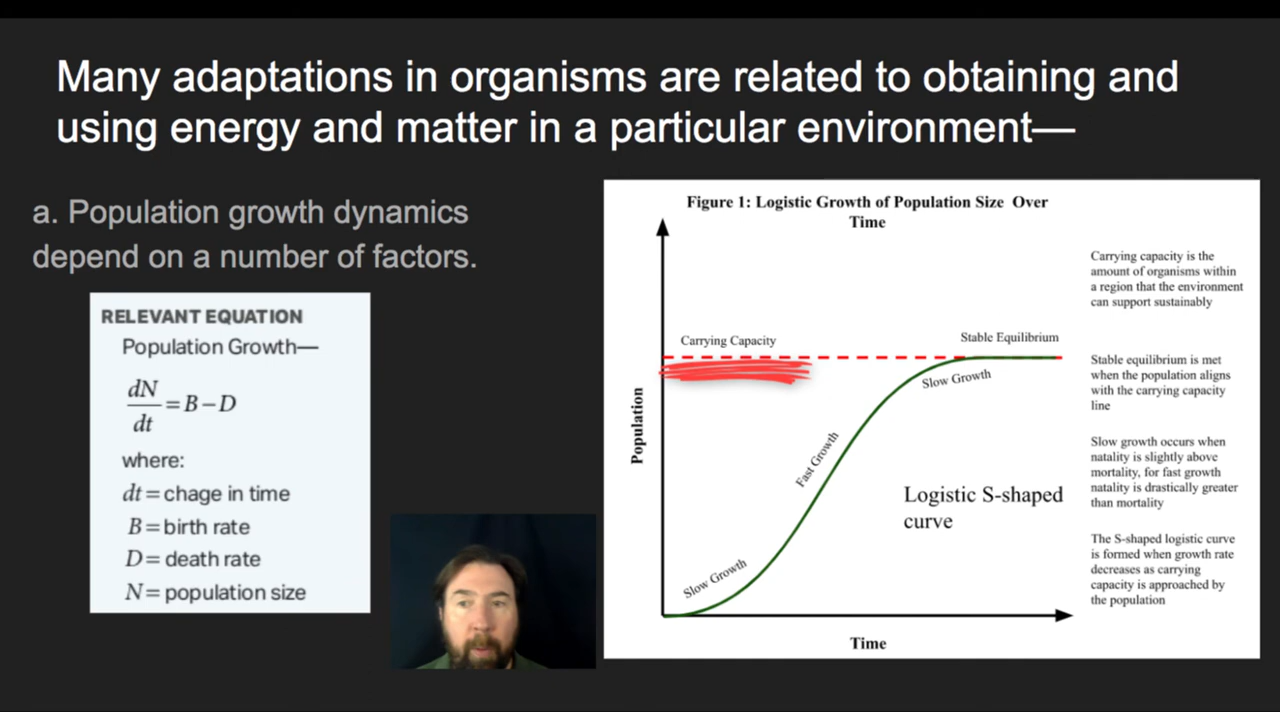 Many adaptations in organisms are related to obtaining and
using energy and matter in a particular environment—
a. Population growth dynamics
depend on a number of factors.
RELEVANT EQUATION
Population Growth—
dN
dt
=B−D
where:
dt=chage in time
B=birth rate
D=death rate
N=population size
Figure 1: Logistic Growth of Population Size Over
Time
Carrying Capacity
Stable Equilibrium
Slow Growth
Fast Growth
Slow Growth
Logistic S-shaped
curve
Population
Time
Carrying capacity is the
amount of organisms within
a region that the environment
can support sustainably
Stable equilibrium is met
when the population aligns
with the carrying capacity
line
Slow growth occurs when
natality is slightly above
mortality, for fast growth
natality is drastically greater
than mortality
The S-shaped logistic curve
is formed when growth rate
decreases as carrying
capacity is approached by
the population